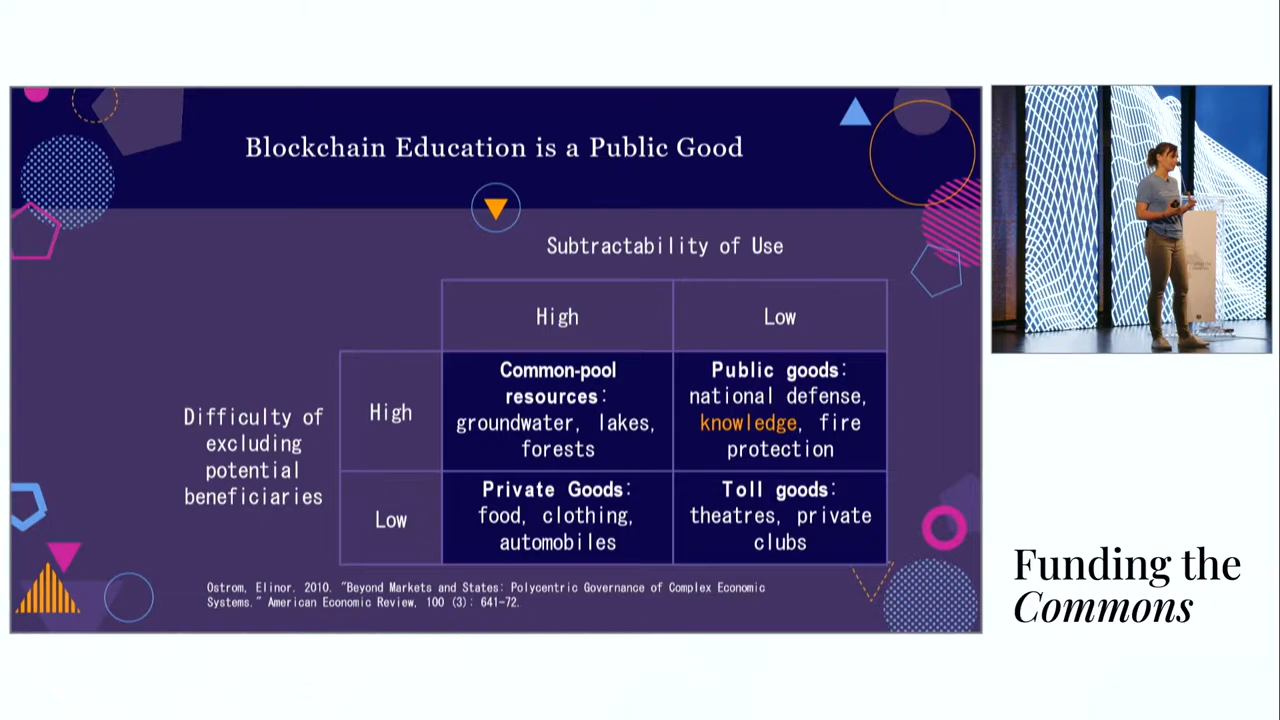 Blockchain Education is a Public Good
Subtractability of Use
High
Low
Difficulty of
excluding
potential
beneficiaries
High
Common-pool
resources:
groundwater, lakes,
forests
Public goods:
national defense,
knowledge, fire
protection
Low
Private Goods:
food, clothing,
automobiles
Toll goods:
theatres, private
clubs
Ostrom, Elinor. 2010. "Beyond Markets and States: Polycentric Governance of Complex Economic
Systems." American Economic Review, 100 (3): 641–72.
Funding the
Commons